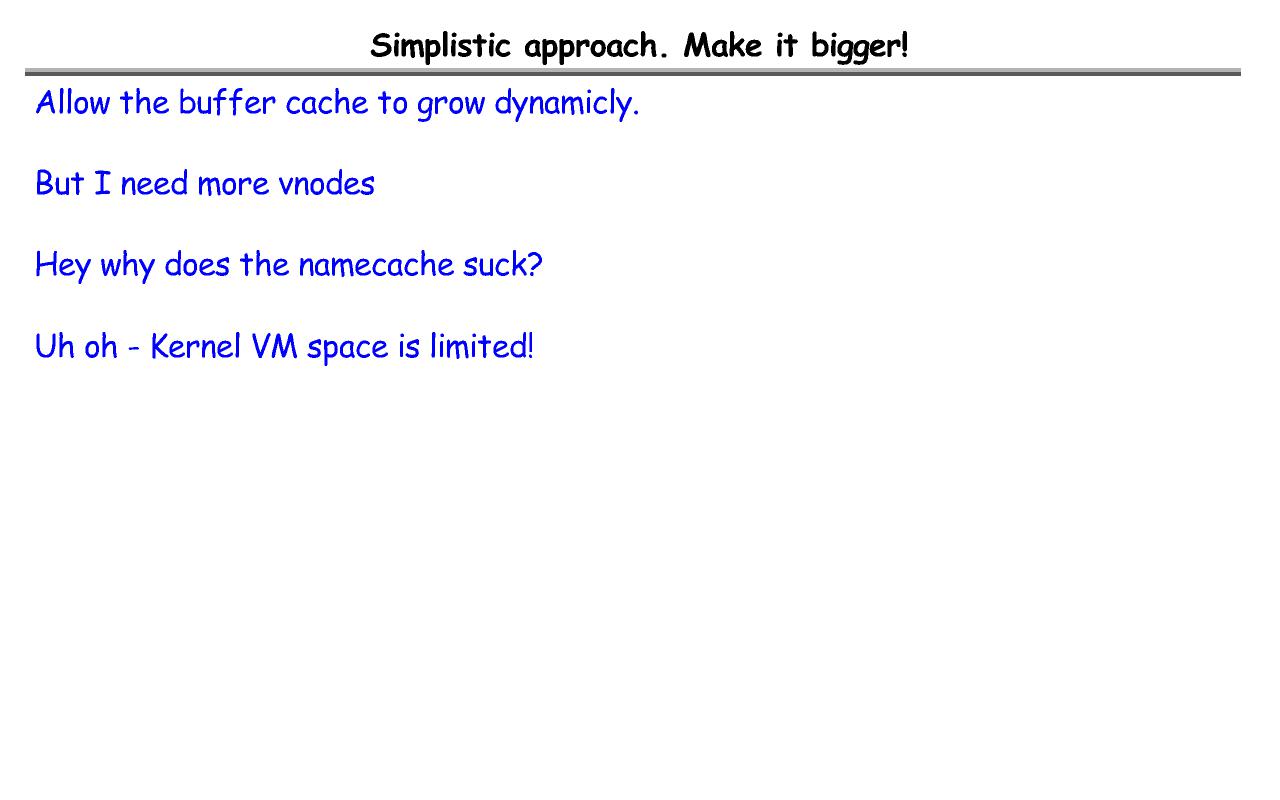 Simplistic approach. Make it bigger!
Allow the buffer cache to grow dynamicly.
But I need more vnodes
Hey why does the namecache suck?
Uh oh - Kernel VM space is limited!